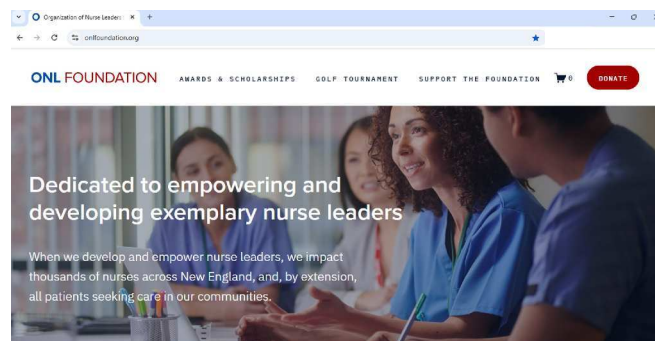 Organization of Nurse Leaders
onlfoundation.org
ONL FOUNDATION AWARDS & SCHOLARSHIPS GOLF TOURNAMENT SUPPORT THE FOUNDATION 0 DONATE
Dedicated to empowering and
developing exemplary nurse leaders
When we develop and empower nurse leaders, we impact
thousands of nurses across New England, and, by extension,
all patients seeking care in our communities.